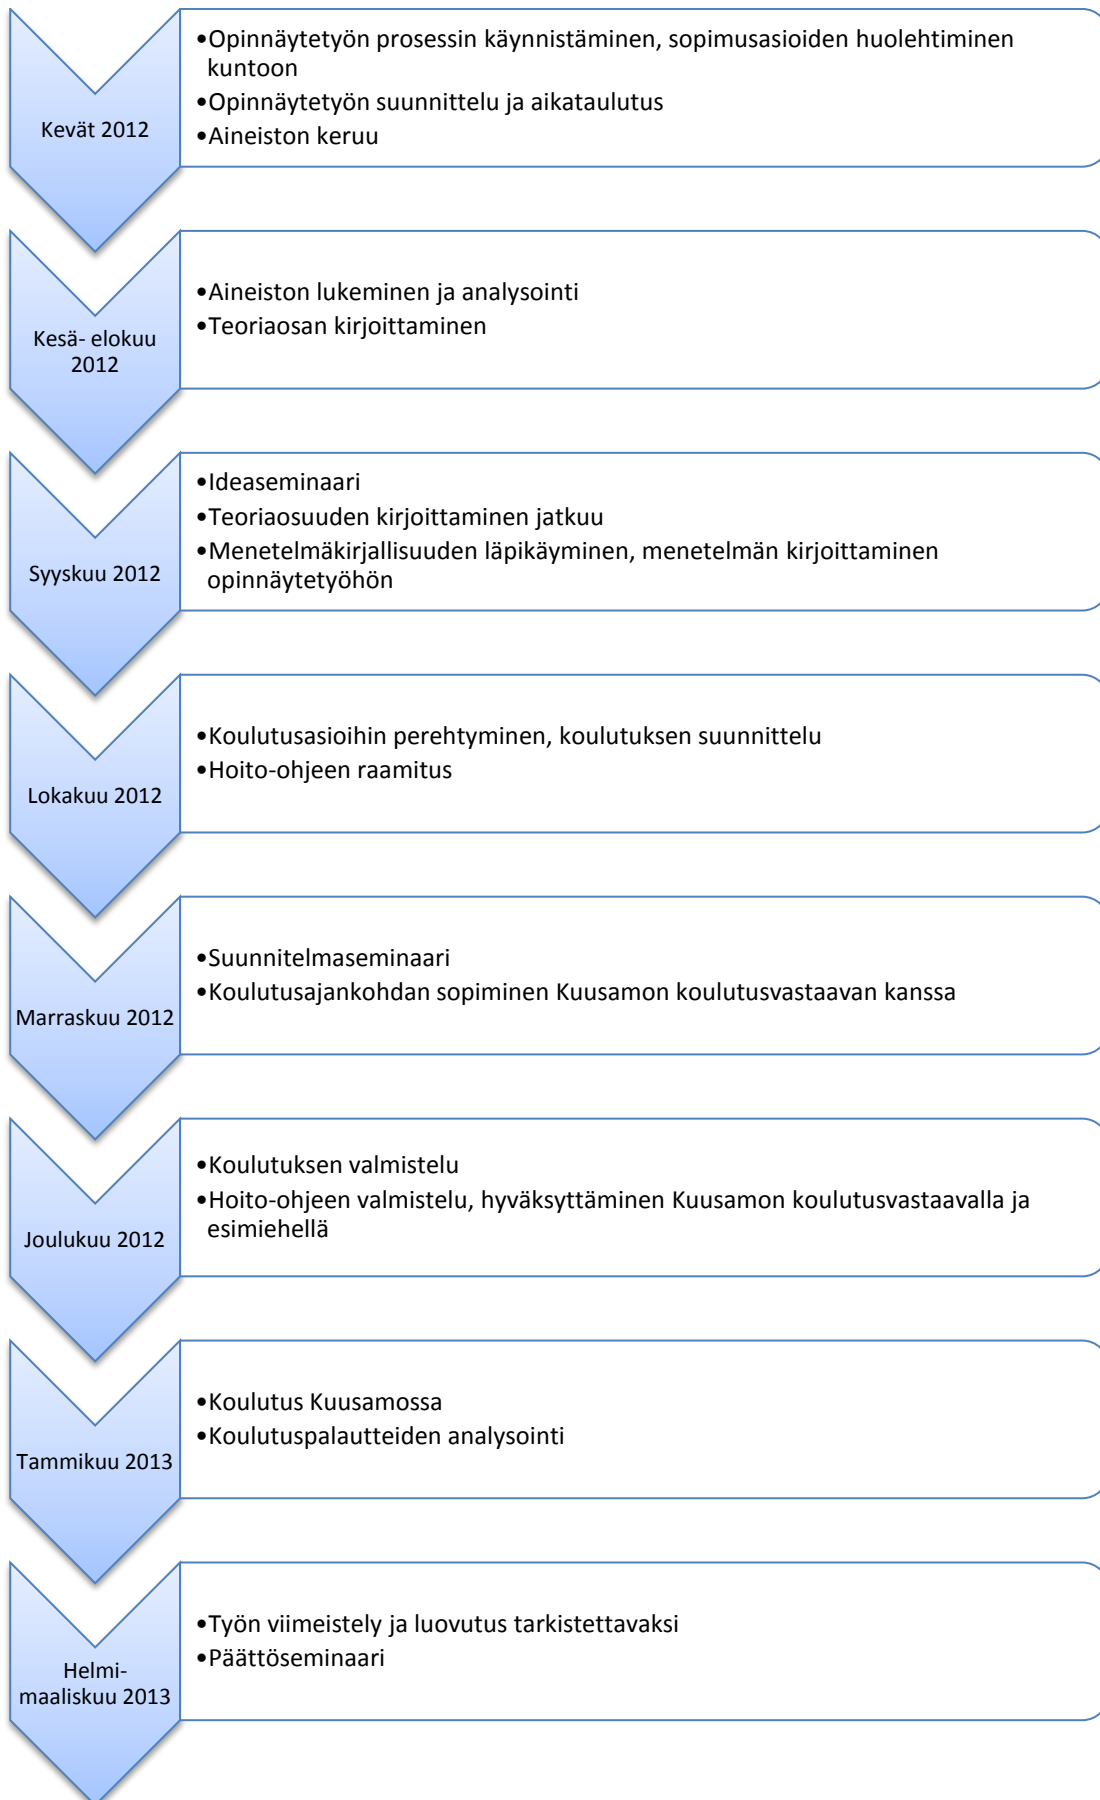 Kevät 2012
•Opinnäytetyön prosessin käynnistäminen, sopimusasioiden huolehtiminen
kuntoon
•Opinnäytetyön suunnittelu ja aikataulutus
•Aineiston keruu
Kesä- elokuu
2012
•Aineiston lukeminen ja analysointi
•Teoriaosan kirjoittaminen
Syyskuu 2012
•Ideaseminaari
•Teoriaosuuden kirjoittaminen jatkuu
•Menetelmäkirjallisuuden läpikäyminen, menetelmän kirjoittaminen
opinnäytetyöhön
Lokakuu 2012
•Koulutusasioihin perehtyminen, koulutuksen suunnittelu
•Hoito-ohjeen raamitus
Marraskuu 2012
•Suunnitelmaseminaari
•Koulutusajankohdan sopiminen Kuusamon koulutusvastaavan kanssa
Joulukuu 2012
•Koulutuksen valmistelu
•Hoito-ohjeen valmistelu, hyväksyttäminen Kuusamon koulutusvastaavalla ja
esimiehellä
Tammikuu 2013
•Koulutus Kuusamossa
•Koulutuspalautteiden analysointi
Helmi-
maaliskuu 2013
•Työn viimeistely ja luovutus tarkistettavaksi
•Päättöseminaari